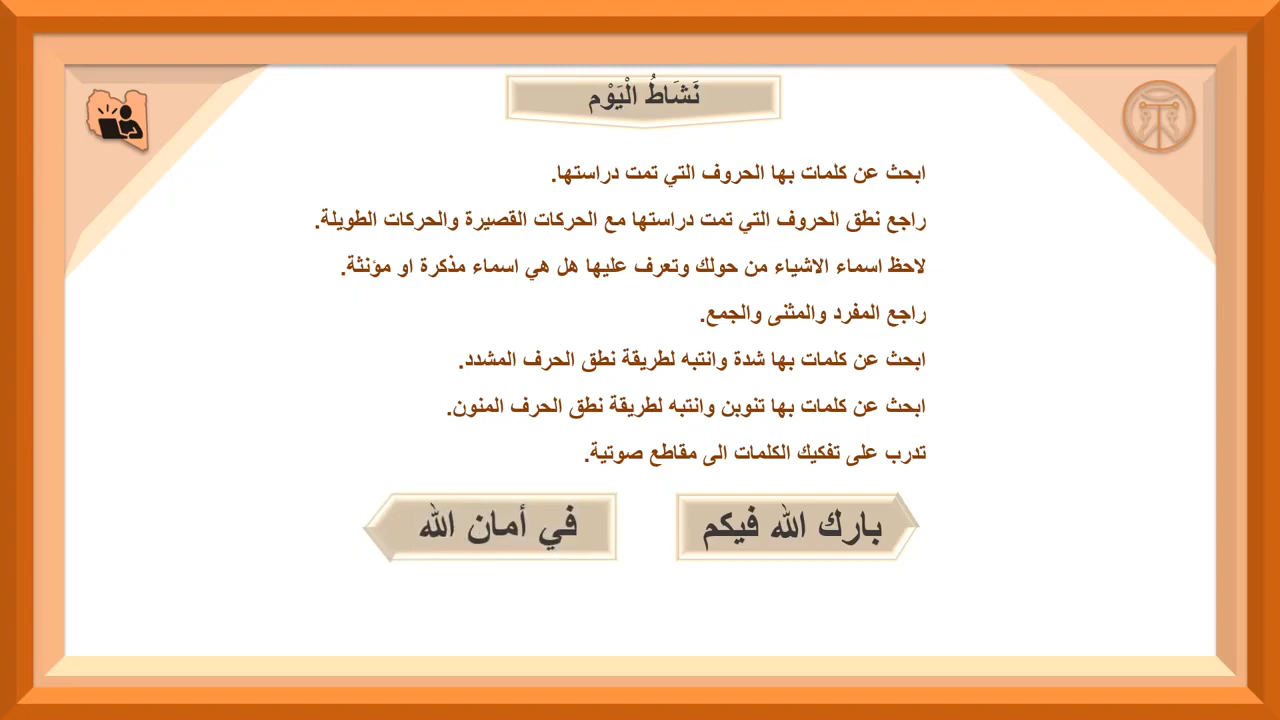 نَشَاطُ الْيَوْم
ابحث عن كلمات بها الحروف التي تمت دراستها.
راجع نطق الحروف التي تمت دراستها مع الحركات القصيرة والحركات الطويلة.
لاحظ اسماء الاشياء من حولك وتعرف عليها هل هي اسماء مذكرة او مؤنثة.
راجع المفرد والمثنى والجمع.
ابحث عن كلمات بها شدة وانتبه لطريقة نطق الحرف المشدد.
ابحث عن كلمات بها تنوين وانتبه لطريقة نطق الحرف المنون.
تدرب على تفكيك الكلمات الى مقاطع صوتية.
بارك الله فيكم
في أمان الله